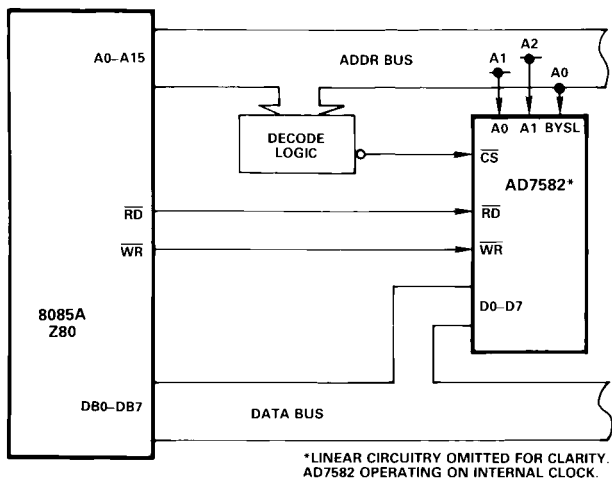 A0–A15
ADDR BUS
A1
A2
A0
DECODE
LOGIC
A0
A1
BYSL
CS
AD7582*
RD
RD
WR
WR
8085A
Z80
D0–D7
DB0–DB7
DATA BUS
*LINEAR CIRCUITRY OMITTED FOR CLARITY.
AD7582 OPERATING ON INTERNAL CLOCK.